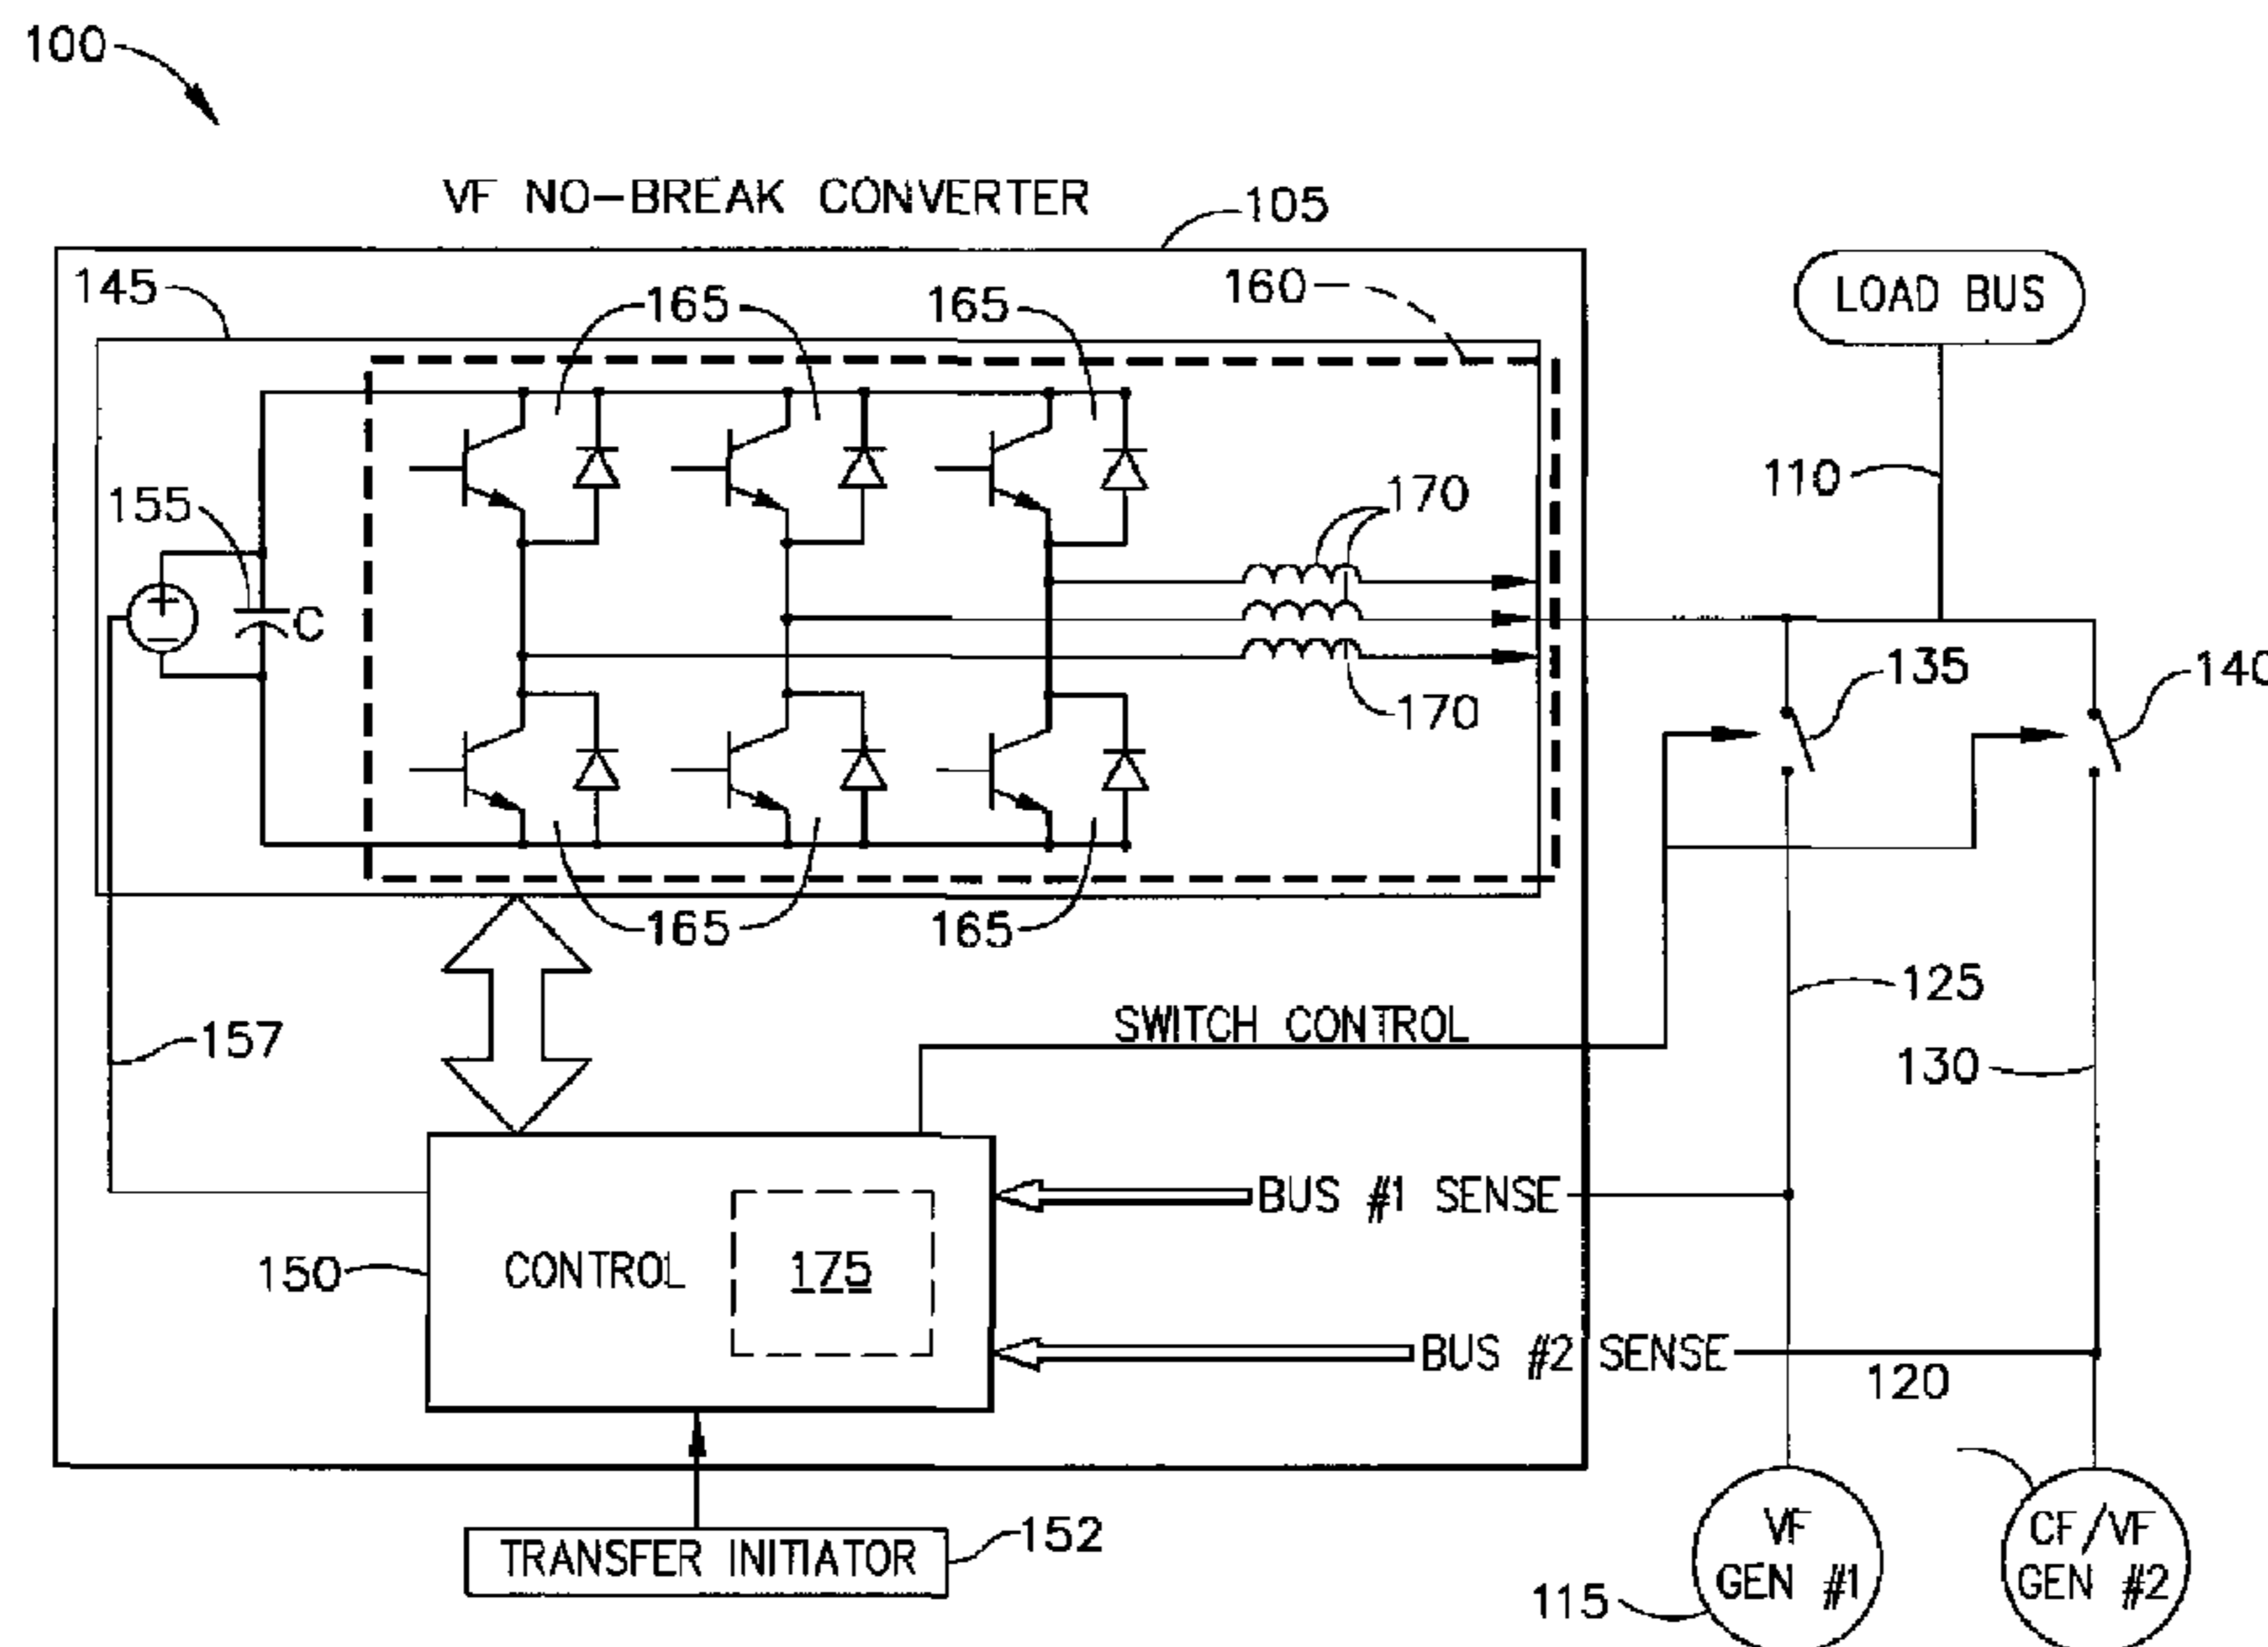 100
VF NO-BREAK CONVERTER
105
145
165
165
160
LOAD BUS
155
170
110
C
135
140
170
165
165
125
SWITCH CONTROL
157
130
BUS #1 SENSE
150
CONTROL
175
BUS #2 SENSE
120
TRANSFER INITIATOR
152
VF
GEN #1
CF/VF
GEN #2
115